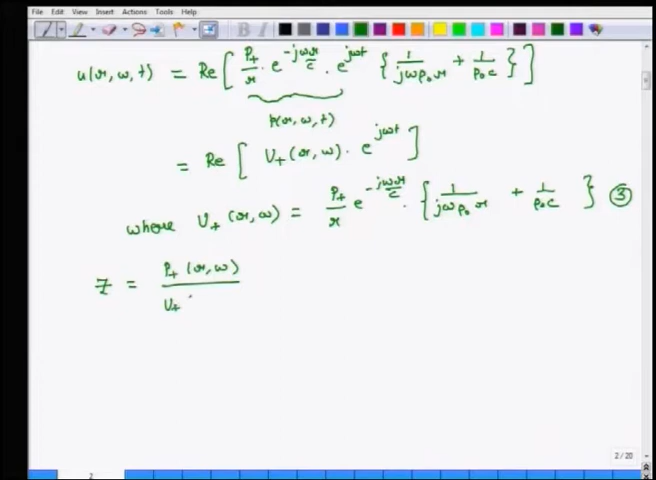 File Edit View Insert Actions Tools Help
u(r, ω, t) = Re[ P₊/r · e^(-jωr/c) · e^(jωt) { 1/(jωρ₀r) + 1/(ρ₀c) } ]
p(r, ω, t)
= Re [ U₊(r, ω) · e^(jωt) ]
where U₊(r, ω) = P₊/r e^(-jωr/c) · { 1/(jωρ₀r) + 1/(ρ₀c) } ③
Z = P₊(r, ω) / U₊
2 / 20
2